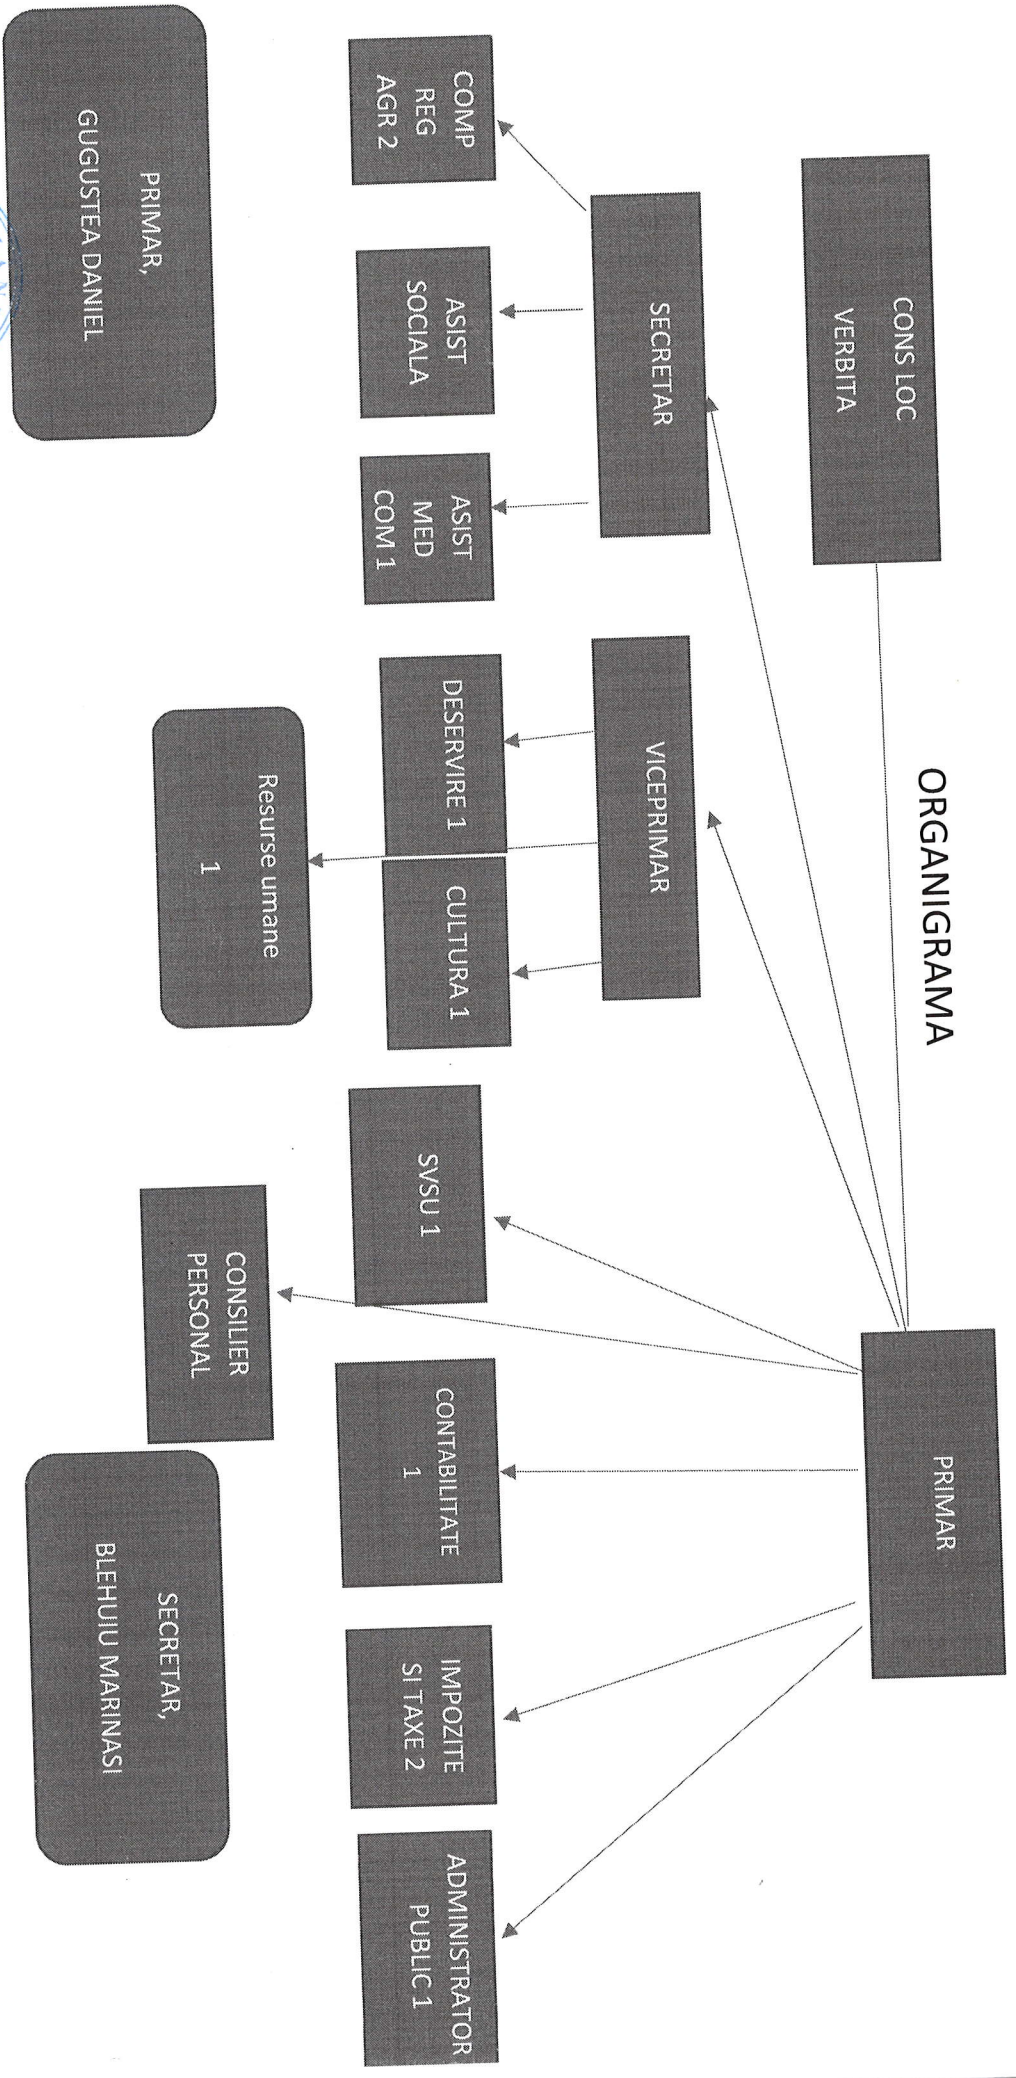 ORGANIGRAMA
CONS LOC
VERBITA
PRIMAR
SECRETAR
VICEPRIMAR
COMP
REG
AGR 2
ASIST
SOCIALA
ASIST
MED
COM 1
DESERVIRE 1
CULTURA 1
SVSU 1
CONTABILITATE
1
IMPOZITE
SI TAXE 2
ADMINISTRATOR
PUBLIC 1
Resurse umane
1
CONSILIER
PERSONAL
PRIMAR,
GUGUSTEA DANIEL
SECRETAR,
BLEHUIU MARINASI